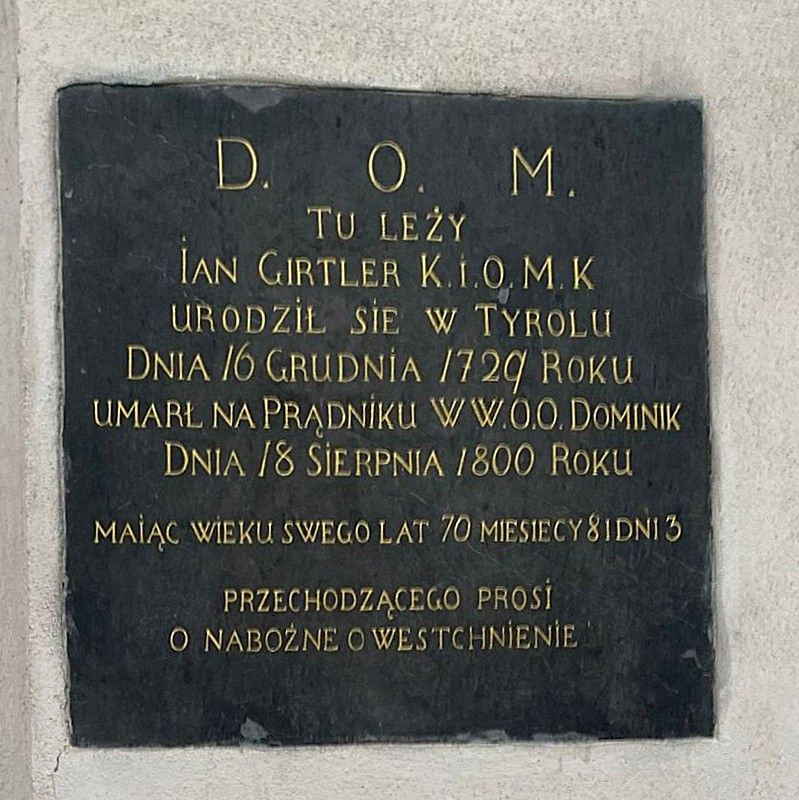 D. O. M.
TU LEŻY
IAN GIRTLER K.I.O.M.K
URODZIŁ SIE W TYROLU
DNIA 16 GRUDNIA 1729 ROKU
UMARŁ NA PRĄDNIKU W W.O.O. DOMINIK
DNIA 18 SIERPNIA 1800 ROKU
MAIĄC WIEKU SWEGO LAT 70 MIESIECY 8 I DNI 3
PRZECHODZĄCEGO PROSI
O NABOŻNE O WESTCHNIENIE